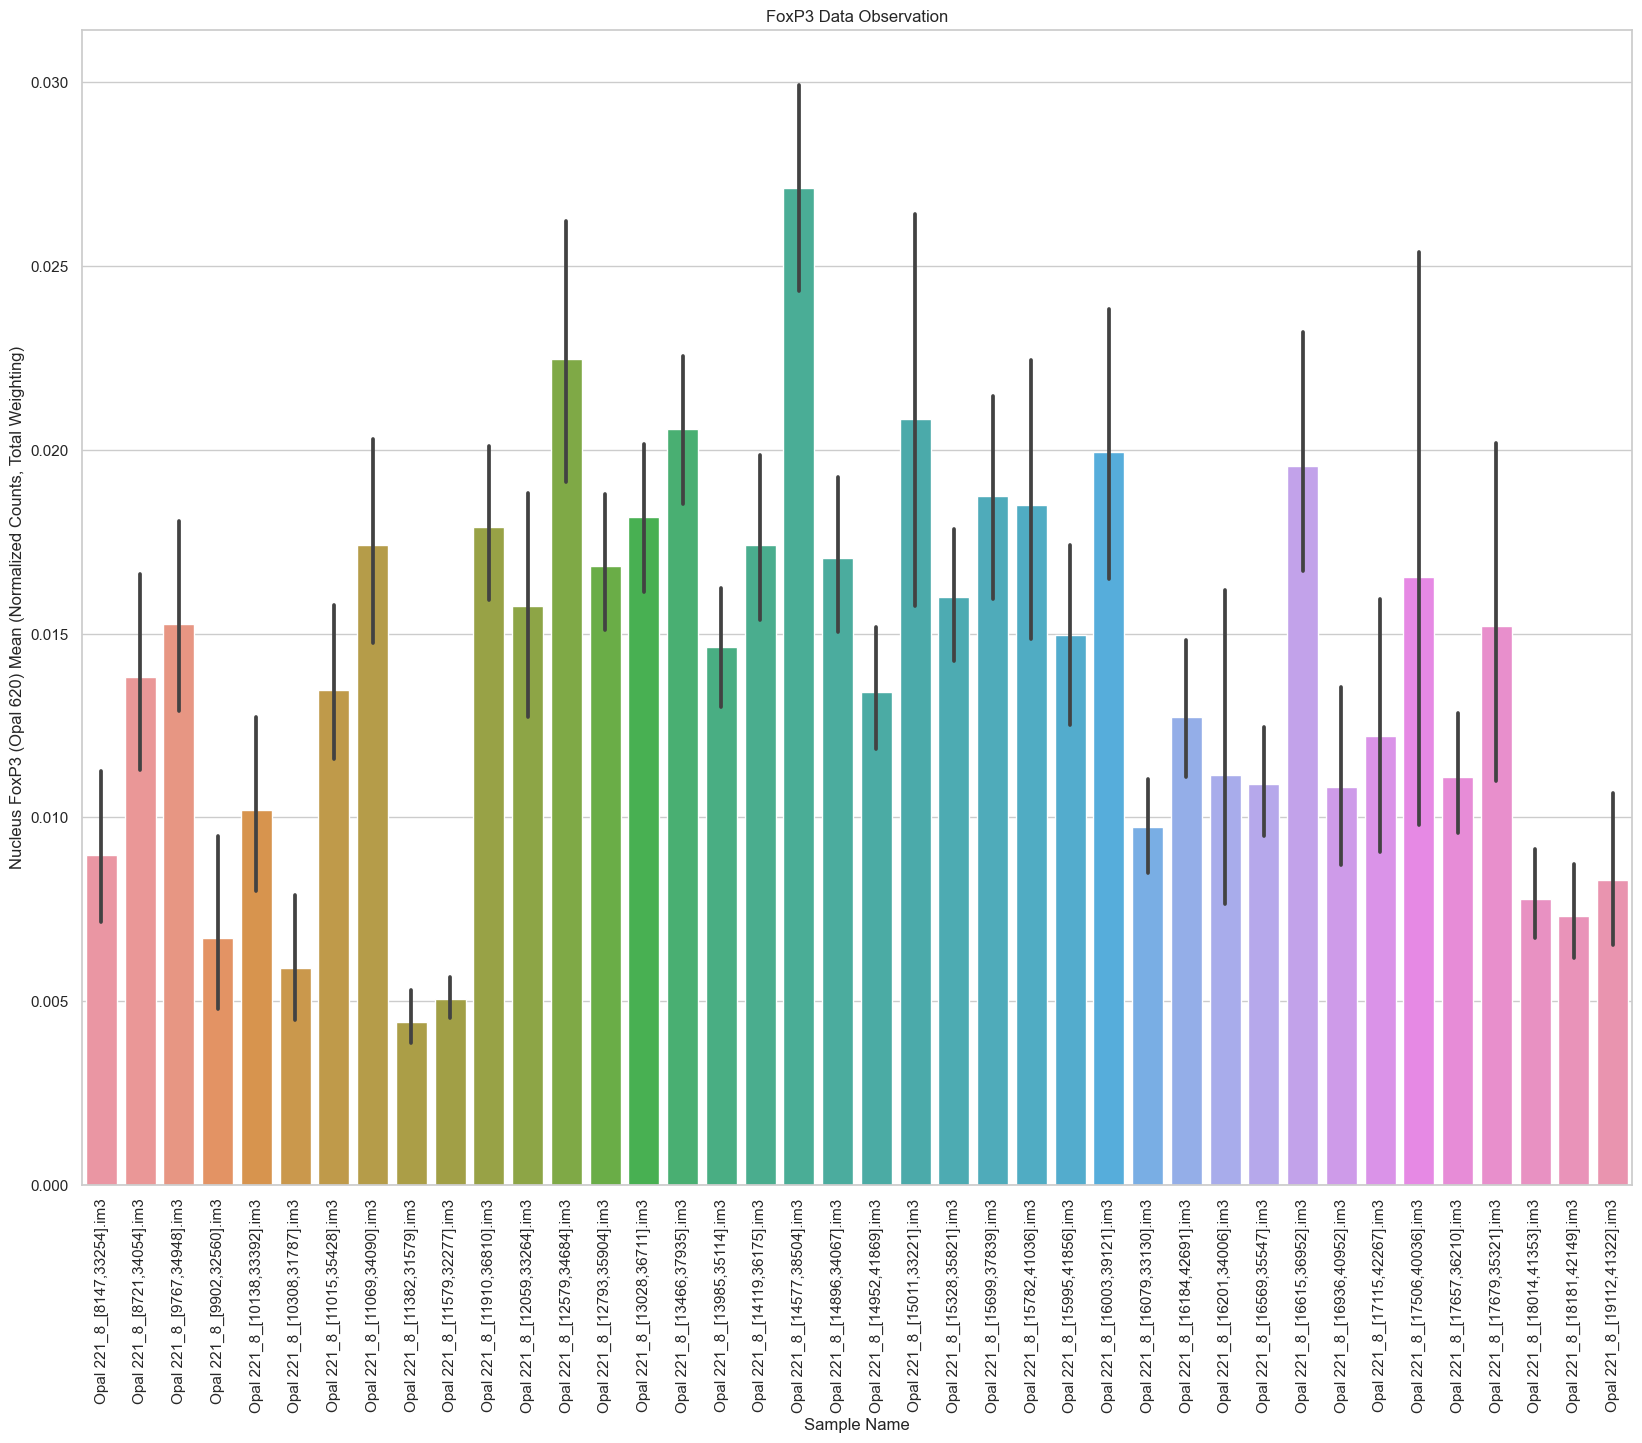 FoxP3 Data Observation
Nucleus FoxP3 (Opal 620) Mean (Normalized Counts, Total Weighting)
0.030
0.025
0.020
0.015
0.010
0.005
0.000
Opal 221_8_[8147,33254].im3
Opal 221_8_[8721,34054].im3
Opal 221_8_[9767,34948].im3
Opal 221_8_[9902,32560].im3
Opal 221_8_[10138,33392].im3
Opal 221_8_[10308,31787].im3
Opal 221_8_[11015,35428].im3
Opal 221_8_[11069,34090].im3
Opal 221_8_[11382,31579].im3
Opal 221_8_[11579,32277].im3
Opal 221_8_[11910,36810].im3
Opal 221_8_[12059,33264].im3
Opal 221_8_[12579,34684].im3
Opal 221_8_[12793,35904].im3
Opal 221_8_[13028,36711].im3
Opal 221_8_[13466,37935].im3
Opal 221_8_[13985,35114].im3
Opal 221_8_[14119,36175].im3
Opal 221_8_[14577,38504].im3
Opal 221_8_[14896,34067].im3
Opal 221_8_[14952,41869].im3
Opal 221_8_[15011,33221].im3
Opal 221_8_[15328,35821].im3
Opal 221_8_[15699,37839].im3
Opal 221_8_[15782,41036].im3
Opal 221_8_[15995,41856].im3
Opal 221_8_[16003,39121].im3
Opal 221_8_[16079,33130].im3
Opal 221_8_[16184,42691].im3
Opal 221_8_[16201,34006].im3
Opal 221_8_[16569,35547].im3
Opal 221_8_[16615,36952].im3
Opal 221_8_[16936,40952].im3
Opal 221_8_[17115,42267].im3
Opal 221_8_[17506,40036].im3
Opal 221_8_[17657,36210].im3
Opal 221_8_[17679,35321].im3
Opal 221_8_[18014,41353].im3
Opal 221_8_[18181,42149].im3
Opal 221_8_[19112,41322].im3
Sample Name